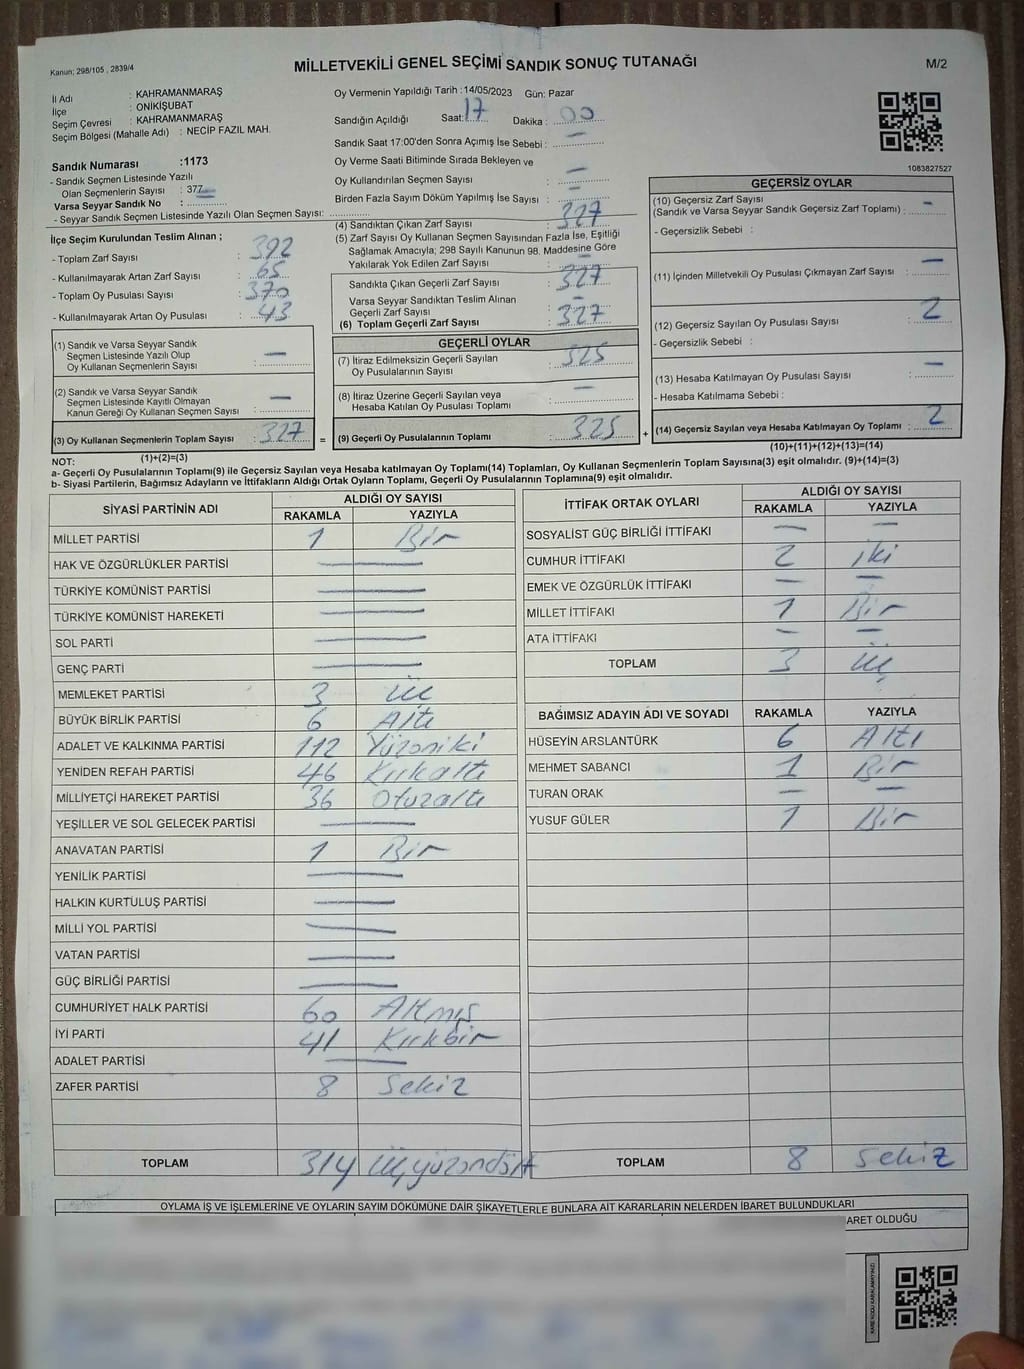 Kanun; 298/105 , 2839/4
MİLLETVEKİLİ GENEL SEÇİMİ SANDIK SONUÇ TUTANAĞI
M/2
İl Adı : KAHRAMANMARAŞ
İlçe : ONİKİŞUBAT
Seçim Çevresi : KAHRAMANMARAŞ
Seçim Bölgesi (Mahalle Adı) : NECİP FAZIL MAH.
Sandık Numarası :1173
- Sandık Seçmen Listesinde Yazılı
Olan Seçmenlerin Sayısı : 377
Varsa Seyyar Sandık No :
- Seyyar Sandık Seçmen Listesinde Yazılı Olan Seçmen Sayısı:
Oy Vermenin Yapıldığı Tarih :14/05/2023 Gün: Pazar
Sandığın Açıldığı Saat: 17 Dakika : 00
Sandık Saat 17:00'den Sonra Açımış İse Sebebi : —
Oy Verme Saati Bitiminde Sırada Bekleyen ve
Oy Kullandırılan Seçmen Sayısı : —
Birden Fazla Sayım Döküm Yapılmış İse Sayısı : —
1083827527
İlçe Seçim Kurulundan Teslim Alınan ;
- Toplam Zarf Sayısı : 392
- Kullanılmayarak Artan Zarf Sayısı : 65
- Toplam Oy Pusulası Sayısı : 370
- Kullanılmayarak Artan Oy Pusulası : 43
(1) Sandık ve Varsa Seyyar Sandık
Seçmen Listesinde Yazılı Olup
Oy Kullanan Seçmenlerin Sayısı : —
(2) Sandık ve Varsa Seyyar Sandık
Seçmen Listesinde Kayıtlı Olmayan
Kanun Gereği Oy Kullanan Seçmen Sayısı : —
(3) Oy Kullanan Seçmenlerin Toplam Sayısı : 327 =
(1)+(2)=(3)
(4) Sandıktan Çıkan Zarf Sayısı : 327
(5) Zarf Sayısı Oy Kullanan Seçmen Sayısından Fazla İse, Eşitliği
Sağlamak Amacıyla; 298 Sayılı Kanunun 98. Maddesine Göre
Yakılarak Yok Edilen Zarf Sayısı : —
Sandıkta Çıkan Geçerli Zarf Sayısı : 327
Varsa Seyyar Sandıktan Teslim Alınan
Geçerli Zarf Sayısı : —
(6) Toplam Geçerli Zarf Sayısı : 327
GEÇERLİ OYLAR
(7) İtiraz Edilmeksizin Geçerli Sayılan
Oy Pusulalarının Sayısı : 325
(8) İtiraz Üzerine Geçerli Sayılan veya
Hesaba Katılan Oy Pusulası Toplamı : —
(9) Geçerli Oy Pusulalarının Toplamı : 325 +
GEÇERSİZ OYLAR
(10) Geçersiz Zarf Sayısı
(Sandık ve Varsa Seyyar Sandık Geçersiz Zarf Toplamı) : —
- Geçersizlik Sebebi :
(11) İçinden Milletvekili Oy Pusulası Çıkmayan Zarf Sayısı : —
(12) Geçersiz Sayılan Oy Pusulası Sayısı : 2
- Geçersizlik Sebebi :
(13) Hesaba Katılmayan Oy Pusulası Sayısı : —
- Hesaba Katılmama Sebebi :
(14) Geçersiz Sayılan veya Hesaba Katılmayan Oy Toplamı : 2
(10)+(11)+(12)+(13)=(14)
NOT:
a- Geçerli Oy Pusulalarının Toplamı(9) ile Geçersiz Sayılan veya Hesaba katılmayan Oy Toplamı(14) Toplamları, Oy Kullanan Seçmenlerin Toplam Sayısına(3) eşit olmalıdır. (9)+(14)=(3)
b- Siyasi Partilerin, Bağımsız Adayların ve İttifakların Aldığı Ortak Oyların Toplamı, Geçerli Oy Pusulalarının Toplamına(9) eşit olmalıdır.
SİYASİ PARTİNİN ADI ALDIĞI OY SAYISI
RAKAMLA YAZIYLA
MİLLET PARTİSİ 1 Bir
HAK VE ÖZGÜRLÜKLER PARTİSİ —
TÜRKİYE KOMÜNİST PARTİSİ —
TÜRKİYE KOMÜNİST HAREKETİ —
SOL PARTİ —
GENÇ PARTİ —
MEMLEKET PARTİSİ 3 Üç
BÜYÜK BİRLİK PARTİSİ 6 Altı
ADALET VE KALKINMA PARTİSİ 112 Yüzoniki
YENİDEN REFAH PARTİSİ 46 Kırkaltı
MİLLİYETÇİ HAREKET PARTİSİ 36 Otuzaltı
YEŞİLLER VE SOL GELECEK PARTİSİ —
ANAVATAN PARTİSİ 1 Bir
YENİLİK PARTİSİ —
HALKIN KURTULUŞ PARTİSİ —
MİLLİ YOL PARTİSİ —
VATAN PARTİSİ —
GÜÇ BİRLİĞİ PARTİSİ —
CUMHURİYET HALK PARTİSİ 60 Altmış
İYİ PARTİ 41 Kırkbir
ADALET PARTİSİ —
ZAFER PARTİSİ 8 Sekiz
TOPLAM 314 Üçyüzondört
İTTİFAK ORTAK OYLARI ALDIĞI OY SAYISI
RAKAMLA YAZIYLA
SOSYALİST GÜÇ BİRLİĞİ İTTİFAKI — —
CUMHUR İTTİFAKI 2 İki
EMEK VE ÖZGÜRLÜK İTTİFAKI — —
MİLLET İTTİFAKI 1 Bir
ATA İTTİFAKI — —
TOPLAM 3 Üç
BAĞIMSIZ ADAYIN ADI VE SOYADI RAKAMLA YAZIYLA
HÜSEYİN ARSLANTÜRK 6 Altı
MEHMET SABANCI 1 Bir
TURAN ORAK — —
YUSUF GÜLER 1 Bir
TOPLAM 8 Sekiz
OYLAMA İŞ VE İŞLEMLERİNE VE OYLARIN SAYIM DÖKÜMÜNE DAİR ŞİKAYETLERLE BUNLARA AİT KARARLARIN NELERDEN İBARET BULUNDUKLARI
ARET OLDUĞU
KARE KODU KARALAMAYINIZ!